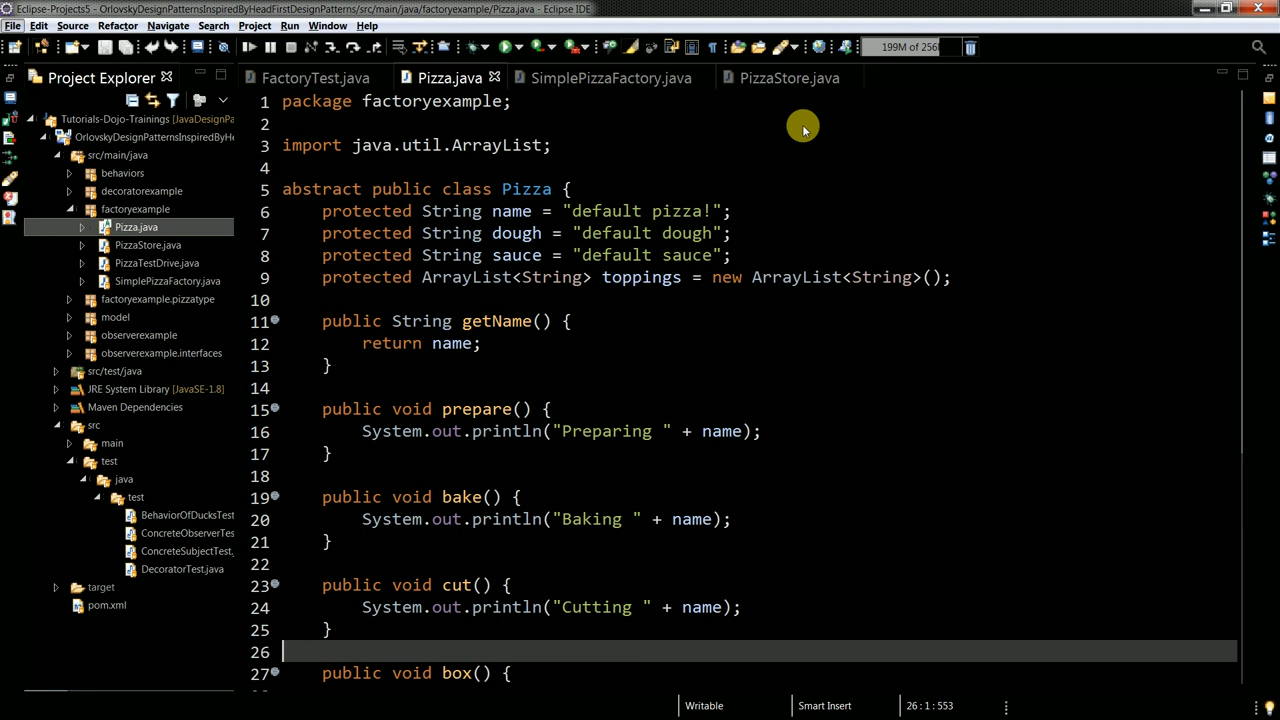 Eclipse-Projects5 - OrlovskyDesignPatternsInspiredByHeadFirstDesignPatterns/src/main/java/factoryexample/Pizza.java - Eclipse IDE
File Edit Source Refactor Navigate Search Project Run Window Help
199M of 256
Project Explorer
FactoryTest.java Pizza.java SimplePizzaFactory.java PizzaStore.java
Tutorials-Dojo-Trainings [JavaDesignPa
OrlovskyDesignPatternsInspiredByHe
src/main/java
behaviors
decoratorexample
factoryexample
Pizza.java
PizzaStore.java
PizzaTestDrive.java
SimplePizzaFactory.java
factoryexample.pizzatype
model
observerexample
observerexample.interfaces
src/test/java
JRE System Library [JavaSE-1.8]
Maven Dependencies
src
main
test
java
test
BehaviorOfDucksTest
ConcreteObserverTes
ConcreteSubjectTest.
DecoratorTest.java
target
pom.xml
1 package factoryexample;
2
3 import java.util.ArrayList;
4
5 abstract public class Pizza {
6 protected String name = "default pizza!";
7 protected String dough = "default dough";
8 protected String sauce = "default sauce";
9 protected ArrayList<String> toppings = new ArrayList<String>();
10
11 public String getName() {
12 return name;
13 }
14
15 public void prepare() {
16 System.out.println("Preparing " + name);
17 }
18
19 public void bake() {
20 System.out.println("Baking " + name);
21 }
22
23 public void cut() {
24 System.out.println("Cutting " + name);
25 }
26
27 public void box() {
Writable Smart Insert 26 : 1 : 553